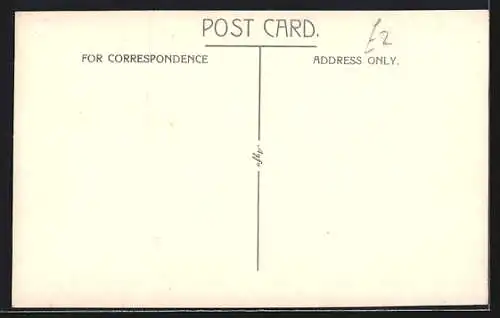 POST CARD.
£2
FOR CORRESPONDENCE
ADDRESS ONLY.